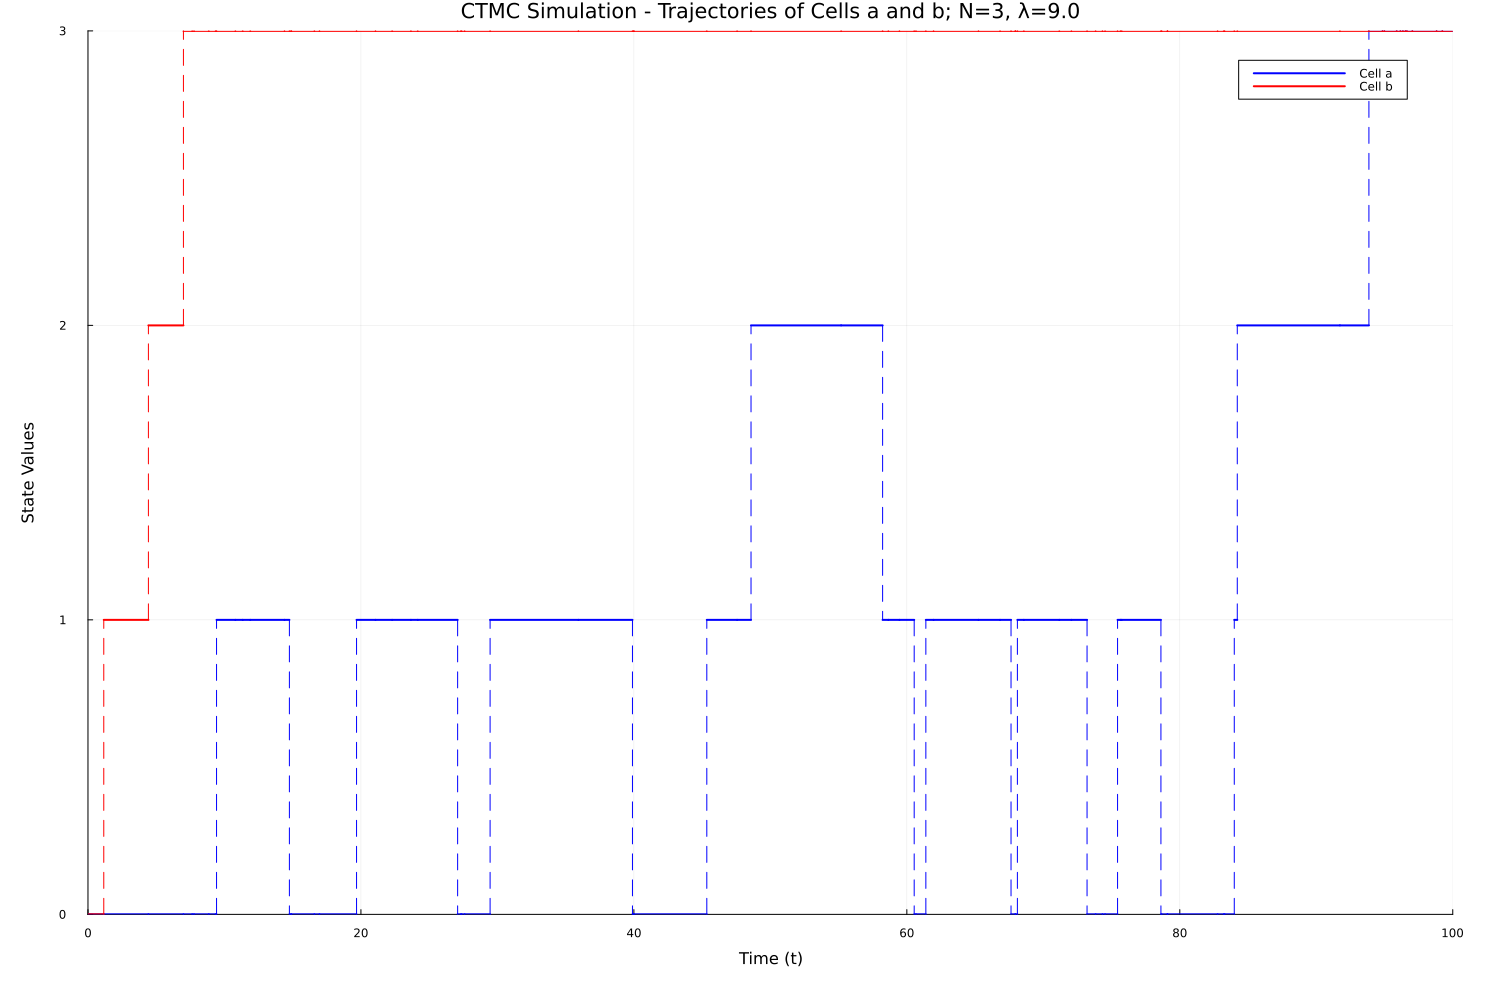 CTMC Simulation - Trajectories of Cells a and b; N=3, λ=9.0
3
Cell a
Cell b
2
State Values
1
0
0 20 40 60 80 100
Time (t)